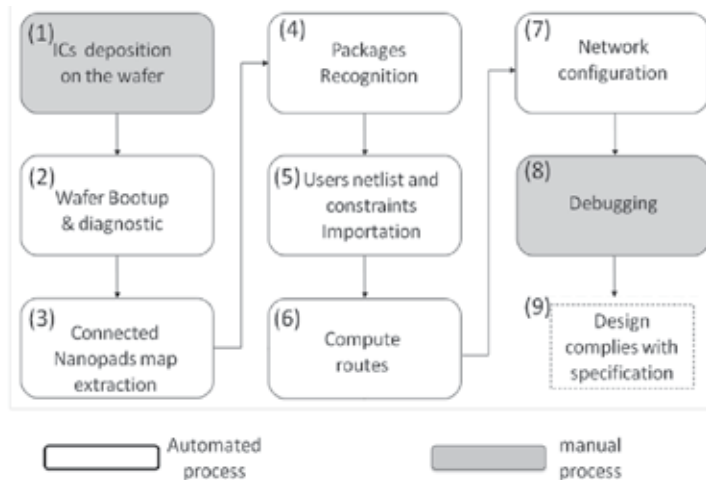 (1)
ICs deposition
on the wafer
(2)
Wafer Bootup
& diagnostic
(3)
Connected
Nanopads map
extraction
(4)
Packages
Recognition
(5)
Users netlist and
constraints
Importation
(6)
Compute
routes
(7)
Network
configuration
(8)
Debugging
(9)
Design
complies with
specification
Automated
process
manual
process